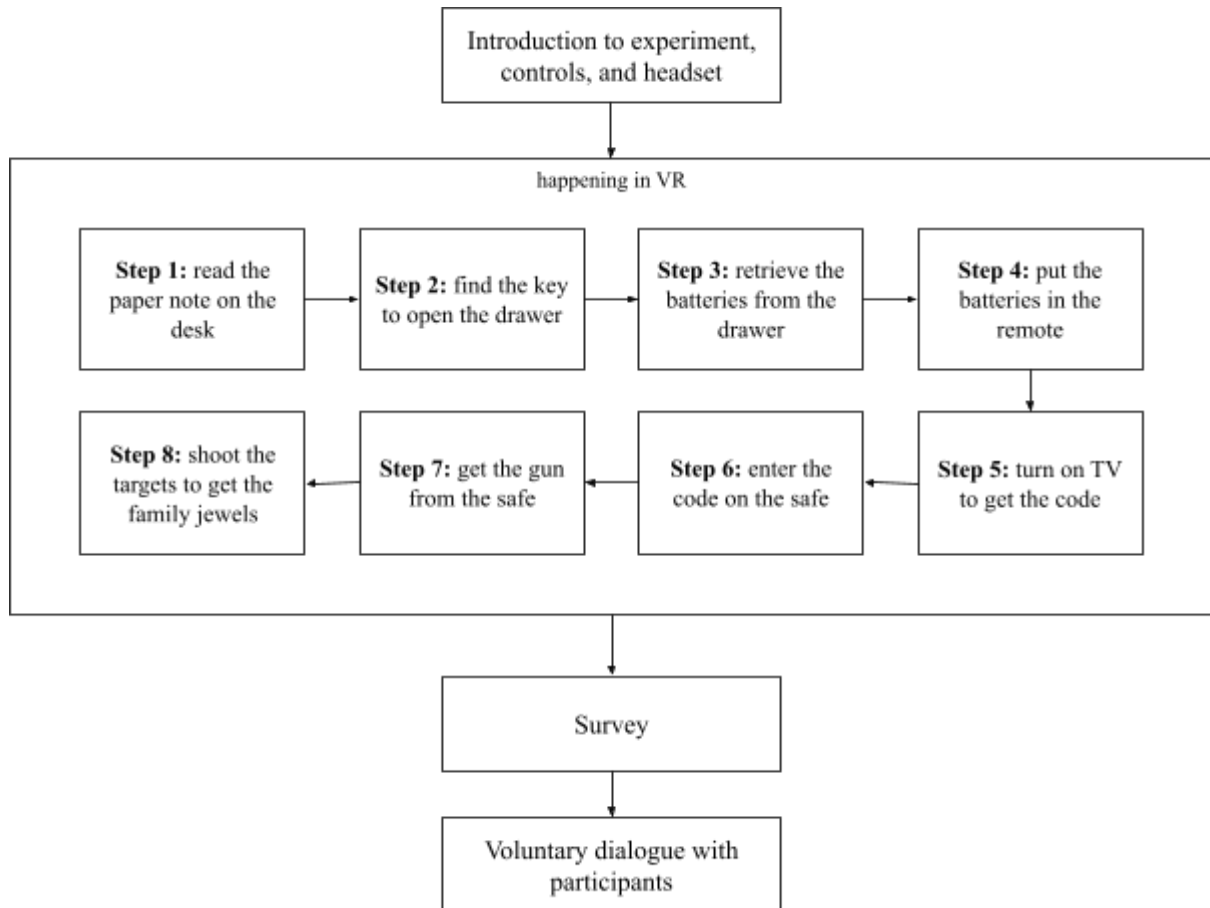 Introduction to experiment,
controls, and headset
happening in VR
Step 1: read the
paper note on the
desk
Step 2: find the key
to open the drawer
Step 3: retrieve the
batteries from the
drawer
Step 4: put the
batteries in the
remote
Step 5: turn on TV
to get the code
Step 6: enter the
code on the safe
Step 7: get the gun
from the safe
Step 8: shoot the
targets to get the
family jewels
Survey
Voluntary dialogue with
participants